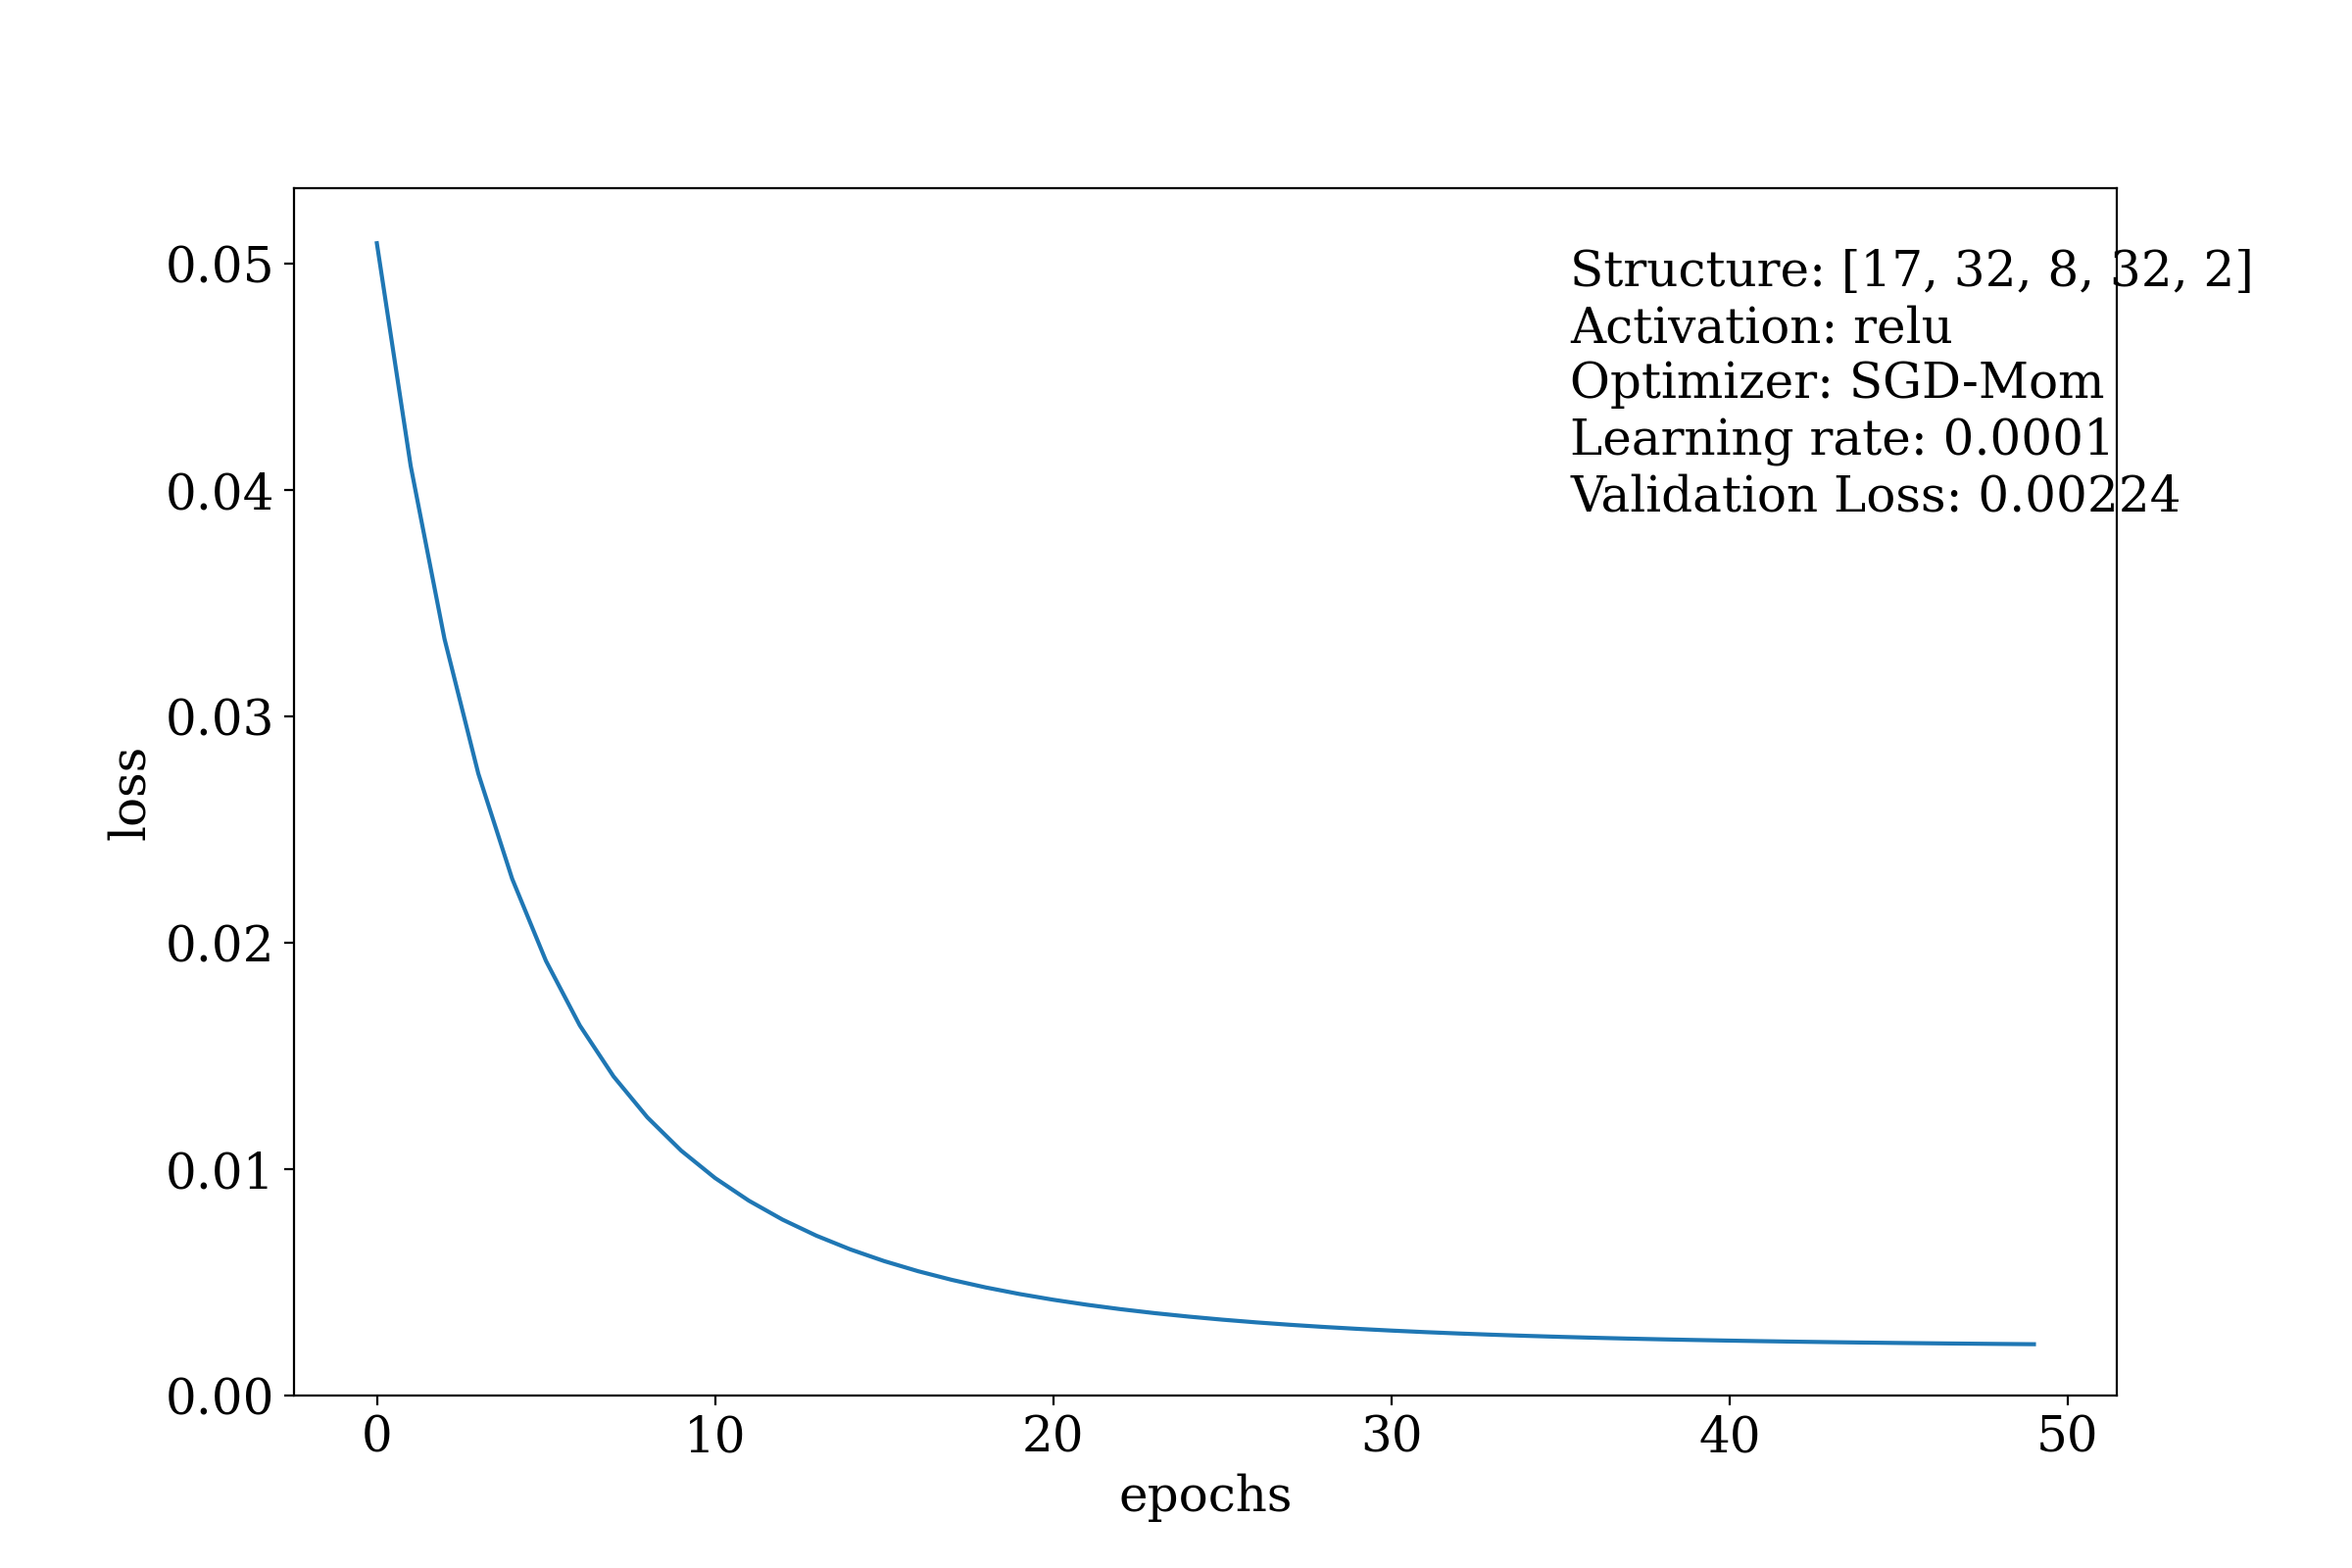 Structure: [17, 32, 8, 32, 2]
Activation: relu
Optimizer: SGD-Mom
Learning rate: 0.0001
Validation Loss: 0.00224
0.05
0.04
0.03
0.02
0.01
0.00
loss
0 10 20 30 40 50
epochs